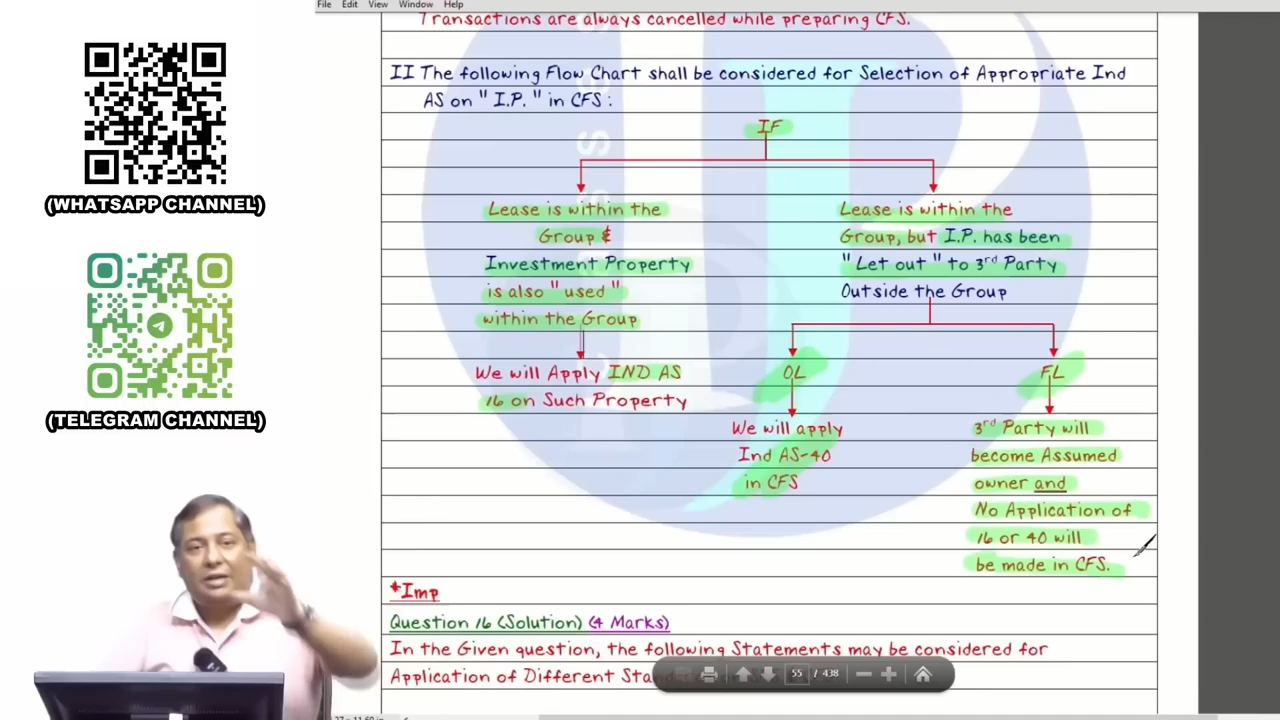 File Edit View Window Help
Transactions are always cancelled while preparing CFS.
II The following Flow Chart shall be considered for Selection of Appropriate Ind
AS on " I.P. " in CFS :
IF
Lease is within the
Group &
Investment Property
is also " used "
within the Group
We will Apply IND AS
16 on Such Property
Lease is within the
Group, but I.P. has been
" Let out " to 3rd Party
Outside the Group
OL
We will apply
Ind AS-40
in CFS
FL
3rd Party will
become Assumed
owner and
No Application of
16 or 40 will
be made in CFS.
*Imp
Question 16 (Solution) (4 Marks)
In the Given question, the following Statements may be considered for
Application of Different
55 / 438
(WHATSAPP CHANNEL)
(TELEGRAM CHANNEL)